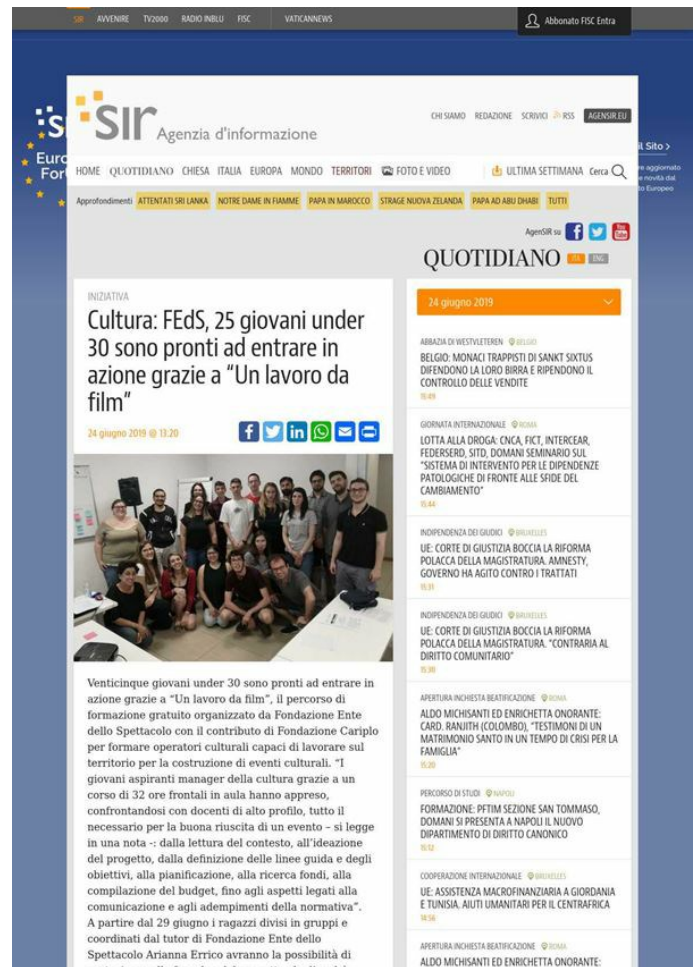 SIR AVVENIRE TV2000 RADIO INBLU FISC VATICANNEWS
Abbonato FISC Entra
SIR Agenzia d'informazione
CHI SIAMO REDAZIONE SCRIVICI RSS AGENSIR.EU
il Sito >
HOME QUOTIDIANO CHIESA ITALIA EUROPA MONDO TERRITORI FOTO E VIDEO ULTIMA SETTIMANA Cerca
Approfondimenti ATTENTATI SRI LANKA NOTRE DAME IN FIAMME PAPA IN MAROCCO STRAGE NUOVA ZELANDA PAPA AD ABU DHABI TUTTI
AgenSIR su
You Tube
QUOTIDIANO ITA ENG
INIZIATIVA
Cultura: FEdS, 25 giovani under
30 sono pronti ad entrare in
azione grazie a “Un lavoro da
film”
24 giugno 2019 @ 13:20
Venticinque giovani under 30 sono pronti ad entrare in
azione grazie a “Un lavoro da film”, il percorso di
formazione gratuito organizzato da Fondazione Ente
dello Spettacolo con il contributo di Fondazione Cariplo
per formare operatori culturali capaci di lavorare sul
territorio per la costruzione di eventi culturali. “I
giovani aspiranti manager della cultura grazie a un
corso di 32 ore frontali in aula hanno appreso,
confrontandosi con docenti di alto profilo, tutto il
necessario per la buona riuscita di un evento – si legge
in una nota -: dalla lettura del contesto, all’ideazione
del progetto, dalla definizione delle linee guida e degli
obiettivi, alla pianificazione, alla ricerca fondi, alla
compilazione del budget, fino agli aspetti legati alla
comunicazione e agli adempimenti della normativa”.
A partire dal 29 giugno i ragazzi divisi in gruppi e
coordinati dal tutor di Fondazione Ente dello
Spettacolo Arianna Errico avranno la possibilità di
24 giugno 2019
ABBAZIA DI WESTVLETEREN BELGIO
BELGIO: MONACI TRAPPISTI DI SANKT SIXTUS
DIFENDONO LA LORO BIRRA E RIPENDONO IL
CONTROLLO DELLE VENDITE
15:49
GIORNATA INTERNAZIONALE ROMA
LOTTA ALLA DROGA: CNCA, FICT, INTERCEAR,
FEDERSERD, SITD, DOMANI SEMINARIO SUL
“SISTEMA DI INTERVENTO PER LE DIPENDENZE
PATOLOGICHE DI FRONTE ALLE SFIDE DEL
CAMBIAMENTO”
15:44
INDIPENDENZA DEI GIUDICI BRUXELLES
UE: CORTE DI GIUSTIZIA BOCCIA LA RIFORMA
POLACCA DELLA MAGISTRATURA. AMNESTY,
GOVERNO HA AGITO CONTRO I TRATTATI
15:31
INDIPENDENZA DEI GIUDICI BRUXELLES
UE: CORTE DI GIUSTIZIA BOCCIA LA RIFORMA
POLACCA DELLA MAGISTRATURA. “CONTRARIA AL
DIRITTO COMUNITARIO”
15:30
APERTURA INCHIESTA BEATIFICAZIONE ROMA
ALDO MICHISANTI ED ENRICHETTA ONORANTE:
CARD. RANJITH (COLOMBO), “TESTIMONI DI UN
MATRIMONIO SANTO IN UN TEMPO DI CRISI PER LA
FAMIGLIA”
15:20
PERCORSO DI STUDI NAPOLI
FORMAZIONE: PFTIM SEZIONE SAN TOMMASO,
DOMANI SI PRESENTA A NAPOLI IL NUOVO
DIPARTIMENTO DI DIRITTO CANONICO
15:12
COOPERAZIONE INTERNAZIONALE BRUXELLES
UE: ASSISTENZA MACROFINANZIARIA A GIORDANIA
E TUNISIA. AIUTI UMANITARI PER IL CENTRAFRICA
14:56
APERTURA INCHIESTA BEATIFICAZIONE ROMA
ALDO MICHISANTI ED ENRICHETTA ONORANTE: